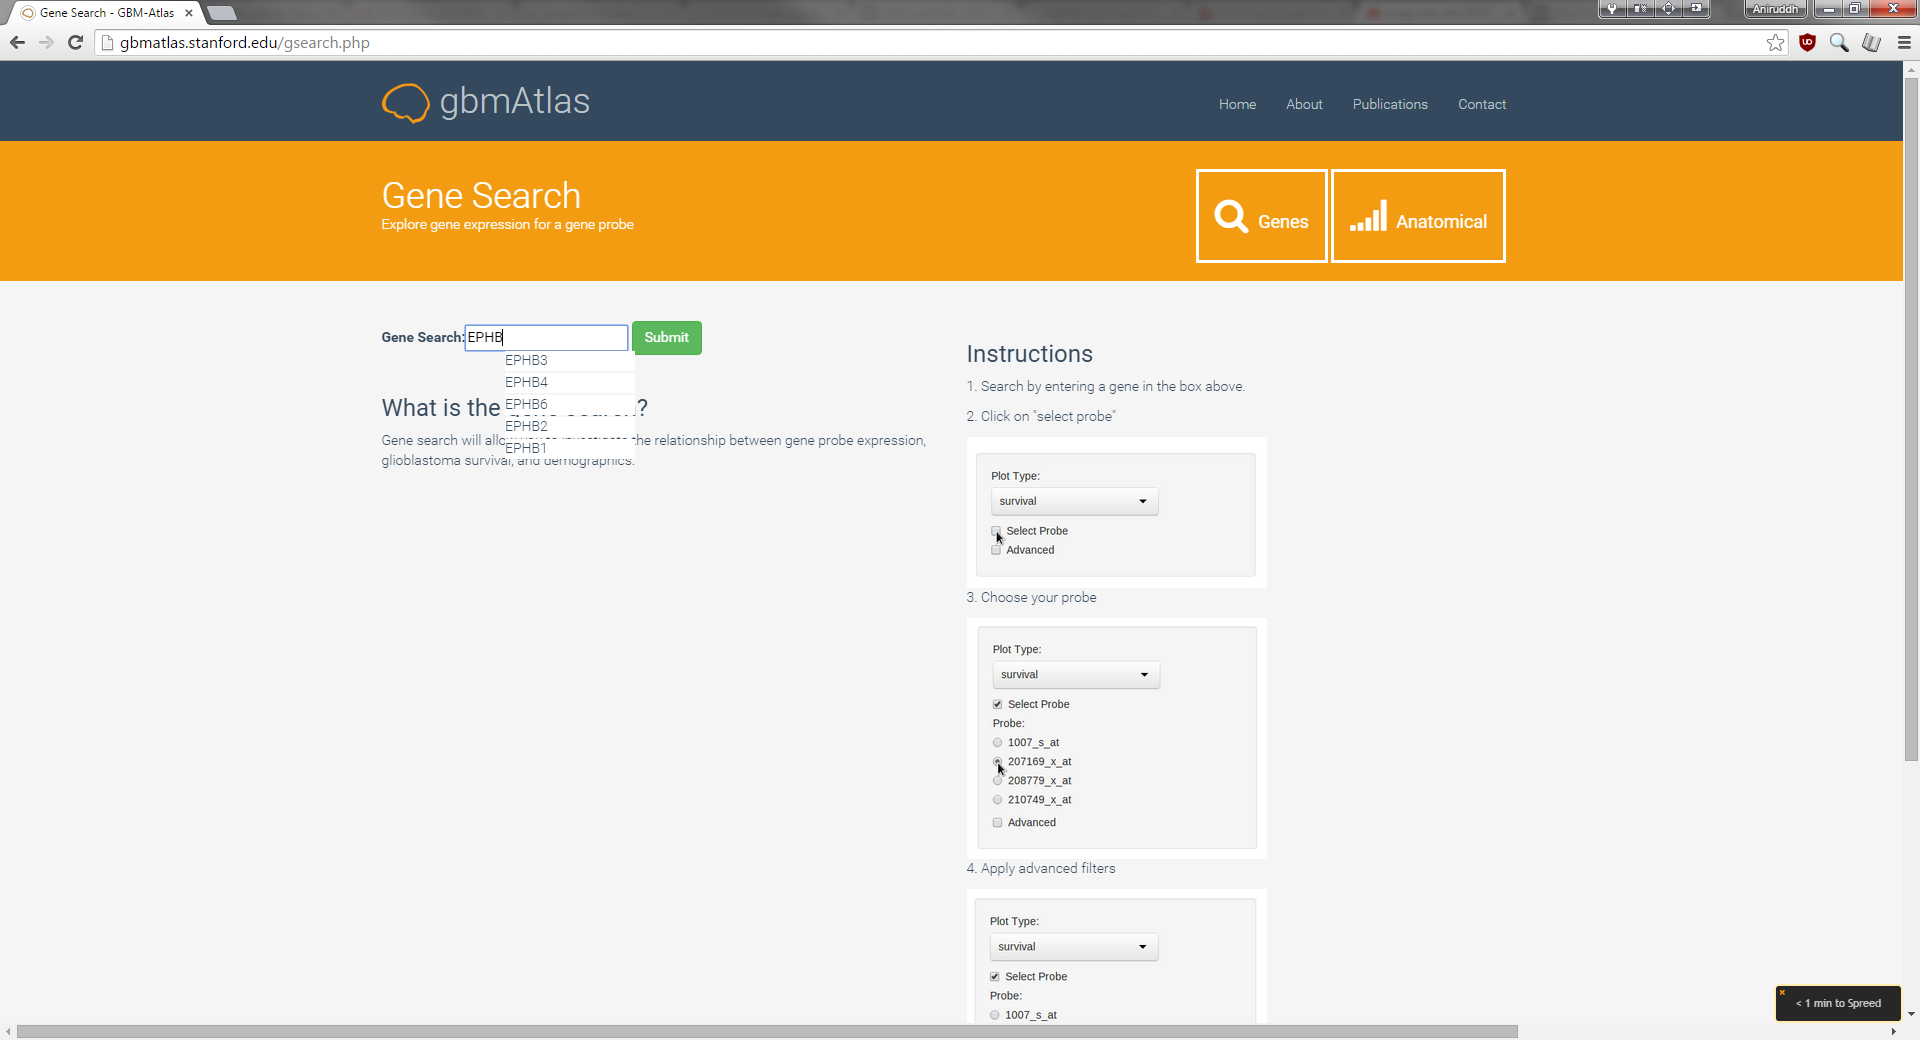 Gene Search - GBM-Atlas
Aniruddh
gbmatlas.stanford.edu/gsearch.php
gbmAtlas
Home About Publications Contact
Gene Search
Explore gene expression for a gene probe
Genes
Anatomical
Gene Search: EPHB Submit
EPHB3
EPHB4
EPHB6
EPHB2
EPHB1
What is the
Gene search will the relationship between gene probe expression,
glioblastoma survival, and demographics.
Instructions
1. Search by entering a gene in the box above.
2. Click on "select probe"
Plot Type:
survival
Select Probe
Advanced
3. Choose your probe
Plot Type:
survival
Select Probe
Probe:
1007_s_at
207169_x_at
208779_x_at
210749_x_at
Advanced
4. Apply advanced filters
Plot Type:
survival
Select Probe
Probe:
1007_s_at
< 1 min to Spreed